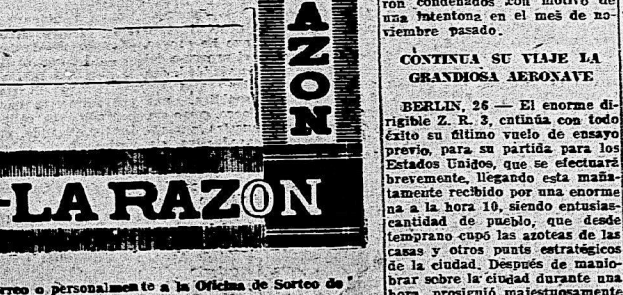 AZON
-LA RAZON
rreo o personalmente a la Oficina de Sorteo de
ron condenados con motivo de
una intentona en el mes de no-
viembre pasado.
CONTINUA SU VIAJE LA
GRANDIOSA AERONAVE
BERLIN, 26 — El enorme di-
rigible Z. R. 3, cntinúa con todo
éxito su último vuelo de ensayo
previo, para su partida para los
Estados Unidos, que se efectuará
brevemente, llegando esta maña-
tamente recibido por una enorme
na a la hora 10, siendo entusias-
cantidad de pueblo, que desde
temprano cupó las azoteas de las
casas y otros punts estratégicos
de la ciudad. Después de manio-
brar sobre la ciudad durante una
hora, prosiguió majestuosamente